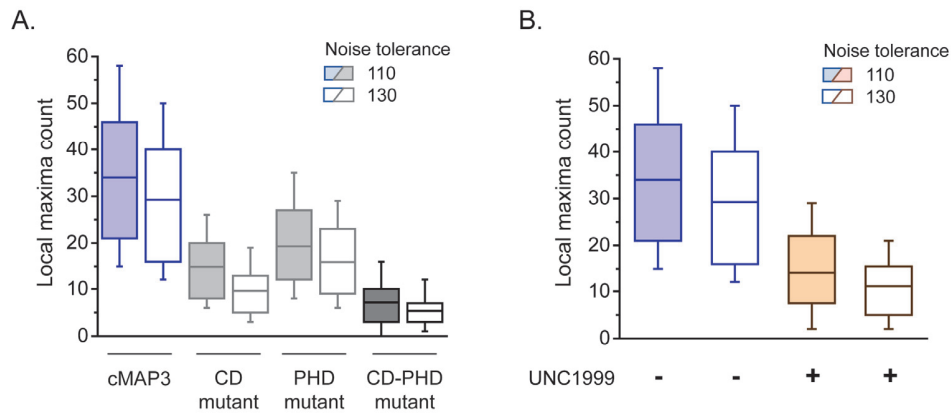 A.
Noise tolerance
110
130
Local maxima count
60
50
40
30
20
10
0
cMAP3
CD
mutant
PHD
mutant
CD-PHD
mutant
B.
Noise tolerance
110
130
Local maxima count
60
50
40
30
20
10
0
UNC1999 - - + +